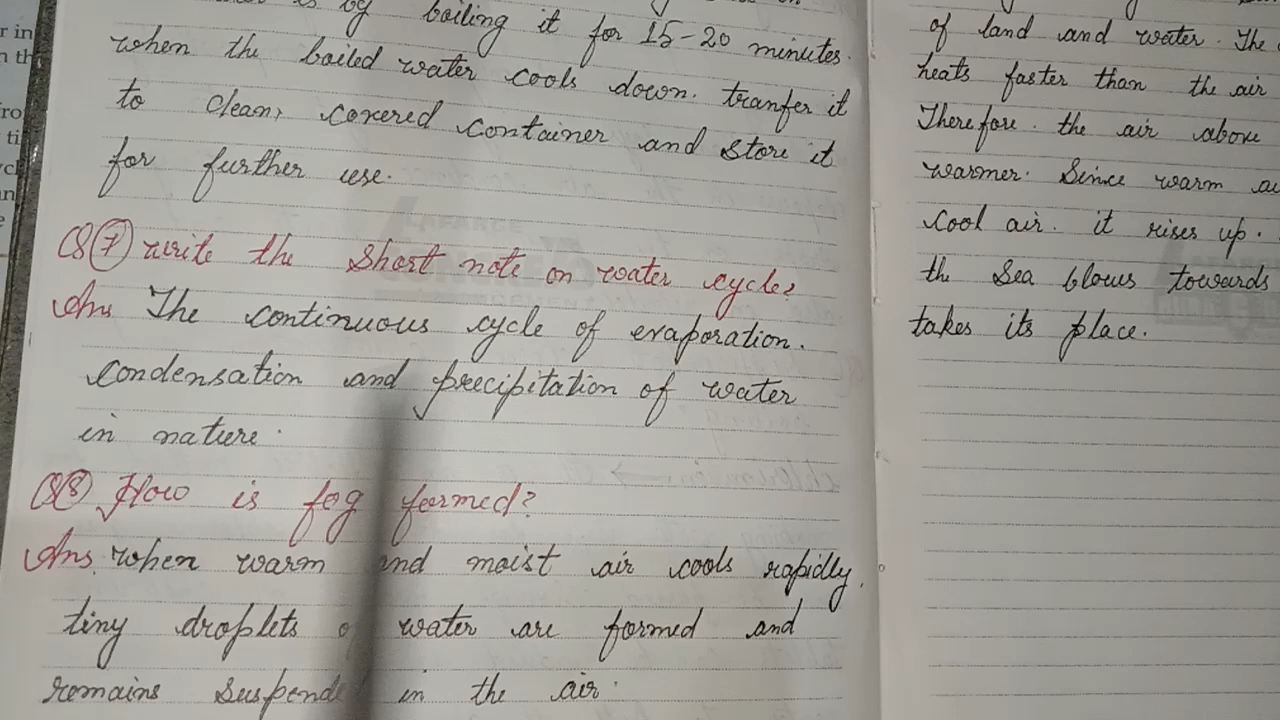 by boiling it for 15-20 minutes.
when the boiled water cools down. tranfer it
to clean, covered container and store it
for further use.
Q(7) write the short note on water cycle?
Ans The continuous cycle of evaporation.
condensation and precipitation of water
in nature.
Q(8) How is fog formed?
Ans. when warm and moist air cools rapidly,
tiny droplets water are formed and
remains in the air.
of land and water. The
heats faster than the air
Therefore. the air above
warmer. Since warm
cool air. it rises up.
the Sea blows towards
takes its place.